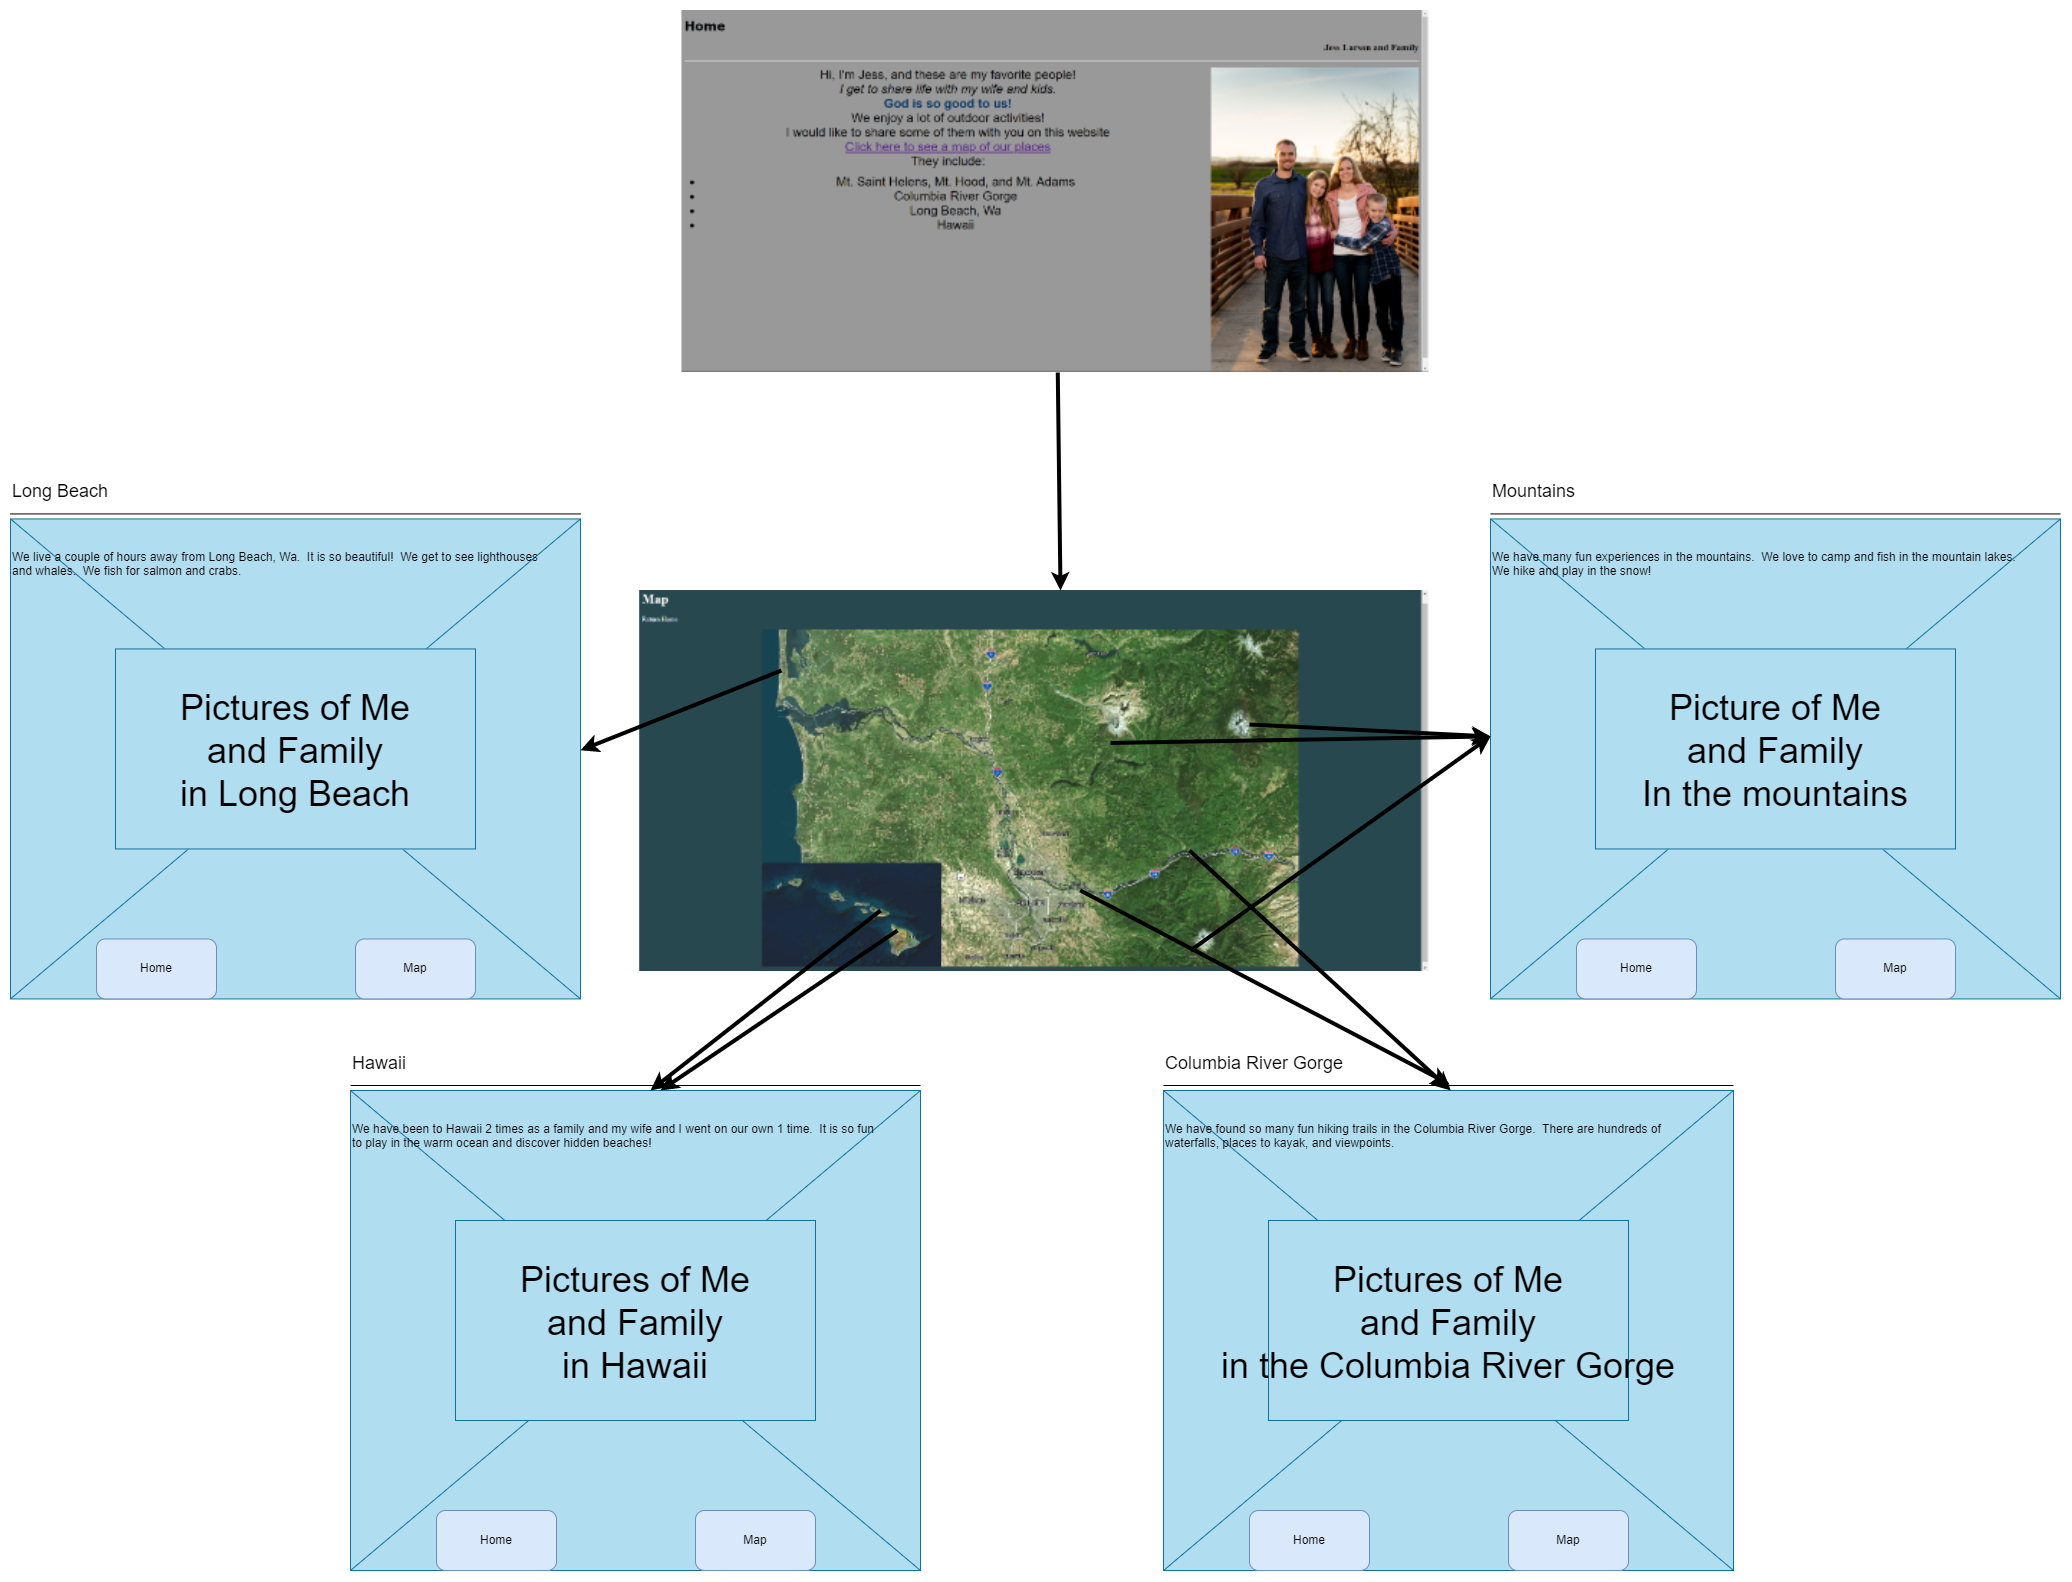 Home
Jess Larson and Family
Hi, I'm Jess, and these are my favorite people!
I get to share life with my wife and kids.
God is so good to us!
We enjoy a lot of outdoor activities!
I would like to share some of them with you on this website
Click here to see a map of our places
They include:
• Mt. Saint Helens, Mt. Hood, and Mt. Adams
• Columbia River Gorge
• Long Beach, Wa
• Hawaii
Long Beach
We live a couple of hours away from Long Beach, Wa.  It is so beautiful!  We get to see lighthouses
and whales.  We fish for salmon and crabs.
Pictures of Me
and Family
in Long Beach
Home
Map
Map
Return Home
Mountains
We have many fun experiences in the mountains.  We love to camp and fish in the mountain lakes.
We hike and play in the snow!
Picture of Me
and Family
In the mountains
Home
Map
Hawaii
We have been to Hawaii 2 times as a family and my wife and I went on our own 1 time.  It is so fun
to play in the warm ocean and discover hidden beaches!
Pictures of Me
and Family
in Hawaii
Home
Map
Columbia River Gorge
We have found so many fun hiking trails in the Columbia River Gorge.  There are hundreds of
waterfalls, places to kayak, and viewpoints.
Pictures of Me
and Family
in the Columbia River Gorge
Home
Map